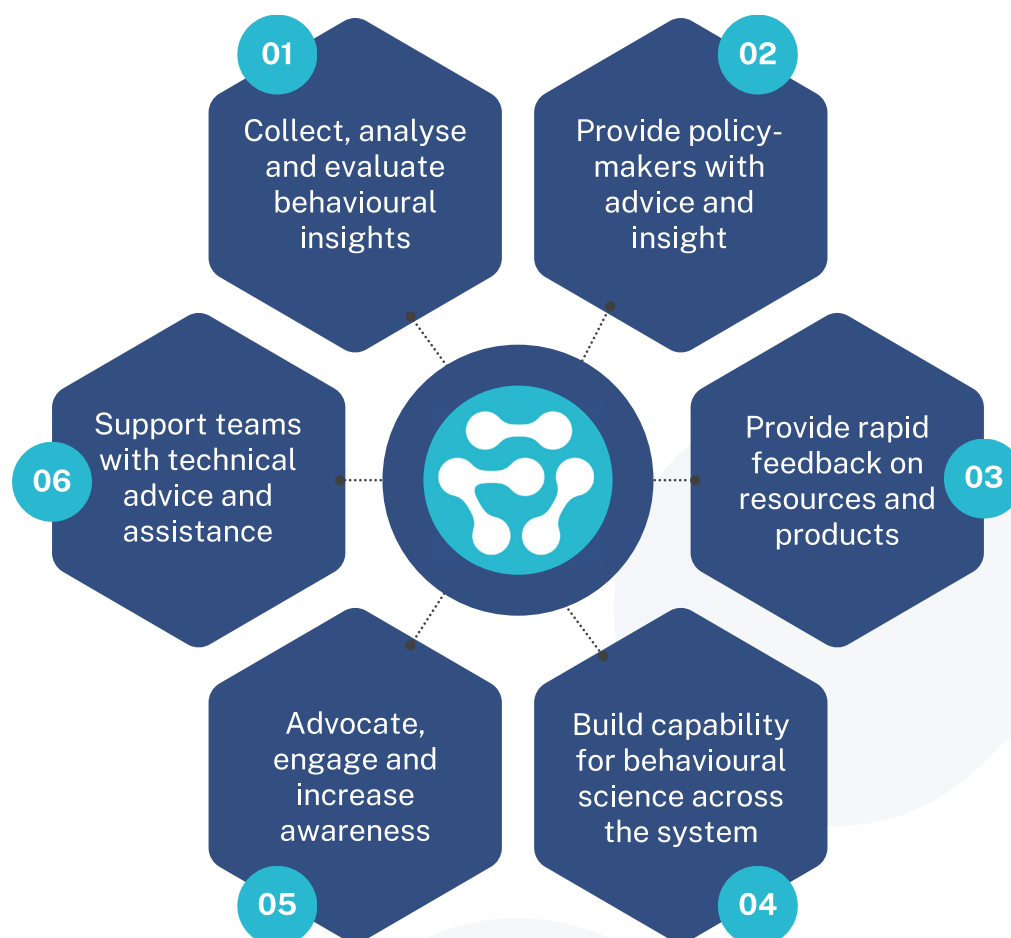 01
Collect, analyse
and evaluate
behavioural
insights
02
Provide policy-
makers with
advice and
insight
03
Provide rapid
feedback on
resources and
products
04
Build capability
for behavioural
science across
the system
05
Advocate,
engage and
increase
awareness
06
Support teams
with technical
advice and
assistance